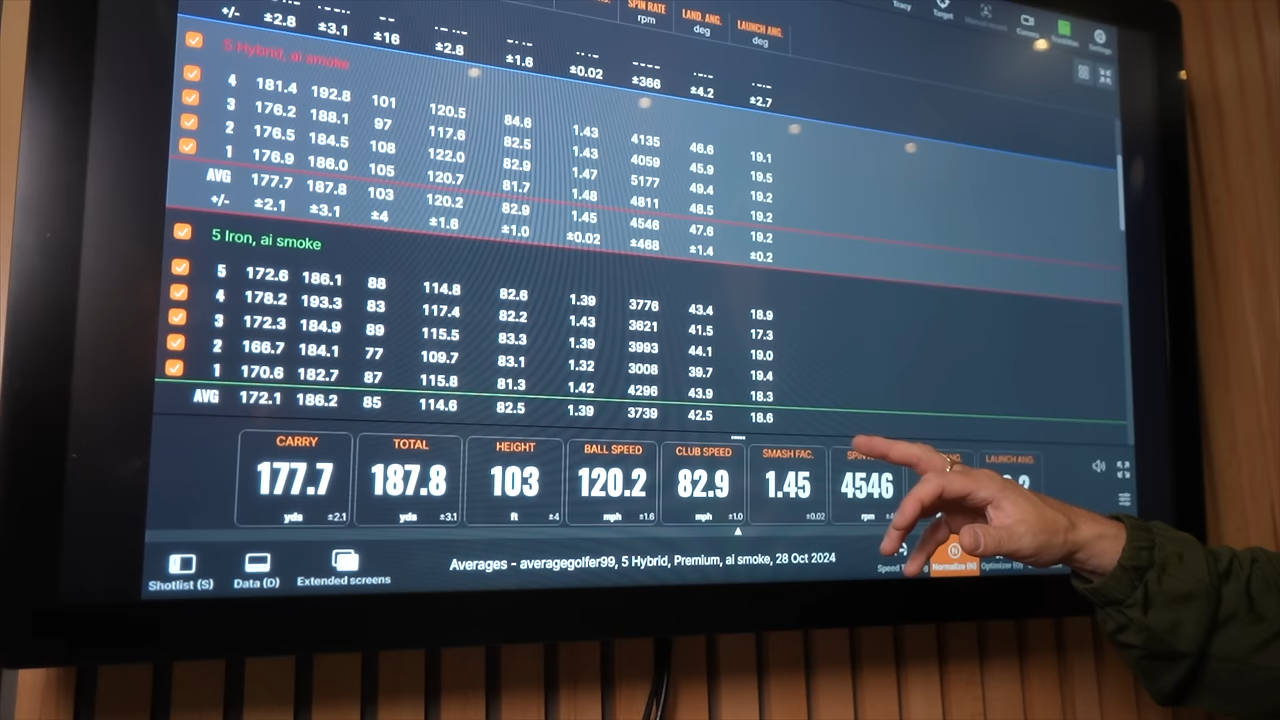 SPIN RATE LAND. ANG. LAUNCH ANG.
rpm deg deg
Tracy Target Settings
+/- ±2.8 ±3.1 ±16 ±2.8 ±1.6 ±0.02 ±366 ±4.2 ±2.7
5 Hybrid, ai smoke
4 181.4 192.8 101 120.5 84.6 1.43 4135 46.6 19.1
3 176.2 188.1 97 117.6 82.5 1.43 4059 45.9 19.5
2 176.5 184.5 108 122.0 82.9 1.47 5177 49.4 19.2
1 176.9 186.0 105 120.7 81.7 1.48 4811 48.5 19.2
AVG 177.7 187.8 103 120.2 82.9 1.45 4546 47.6 19.2
+/- ±2.1 ±3.1 ±4 ±1.6 ±1.0 ±0.02 ±468 ±1.4 ±0.2
5 Iron, ai smoke
5 172.6 186.1 88 114.8 82.6 1.39 3776 43.4 18.9
4 178.2 193.3 83 117.4 82.2 1.43 3621 41.5 17.3
3 172.3 184.9 89 115.5 83.3 1.39 3993 44.1 19.0
2 166.7 184.1 77 109.7 83.1 1.32 3008 39.7 19.4
1 170.6 182.7 87 115.8 81.3 1.42 4296 43.9 18.3
AVG 172.1 186.2 85 114.6 82.5 1.39 3739 42.5 18.6
CARRY TOTAL HEIGHT BALL SPEED CLUB SPEED SMASH FAC. LAUNCH ANG.
177.7 187.8 103 120.2 82.9 1.45 4546
yds ±2.1 yds ±3.1 ft ±4 mph ±1.6 mph ±1.0 ±0.02 rpm
Shotlist (S) Data (D) Extended screens
Averages - averagegolfer99, 5 Hybrid, Premium, ai smoke, 28 Oct 2024
Speed Normalize (N) Optimizer (O)